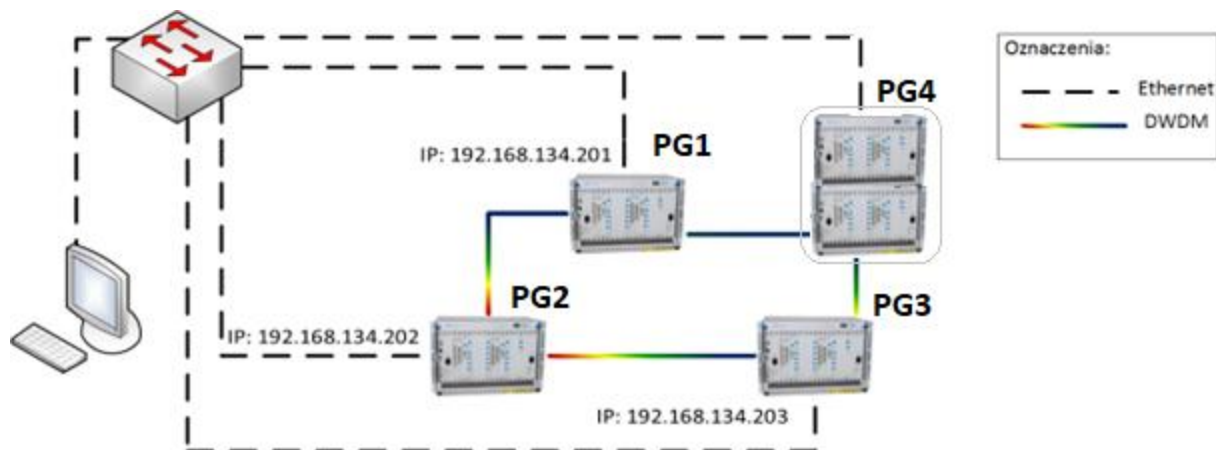 Oznaczenia:
Ethernet
DWDM
PG4
PG1
IP: 192.168.134.201
PG2
PG3
IP: 192.168.134.202
IP: 192.168.134.203